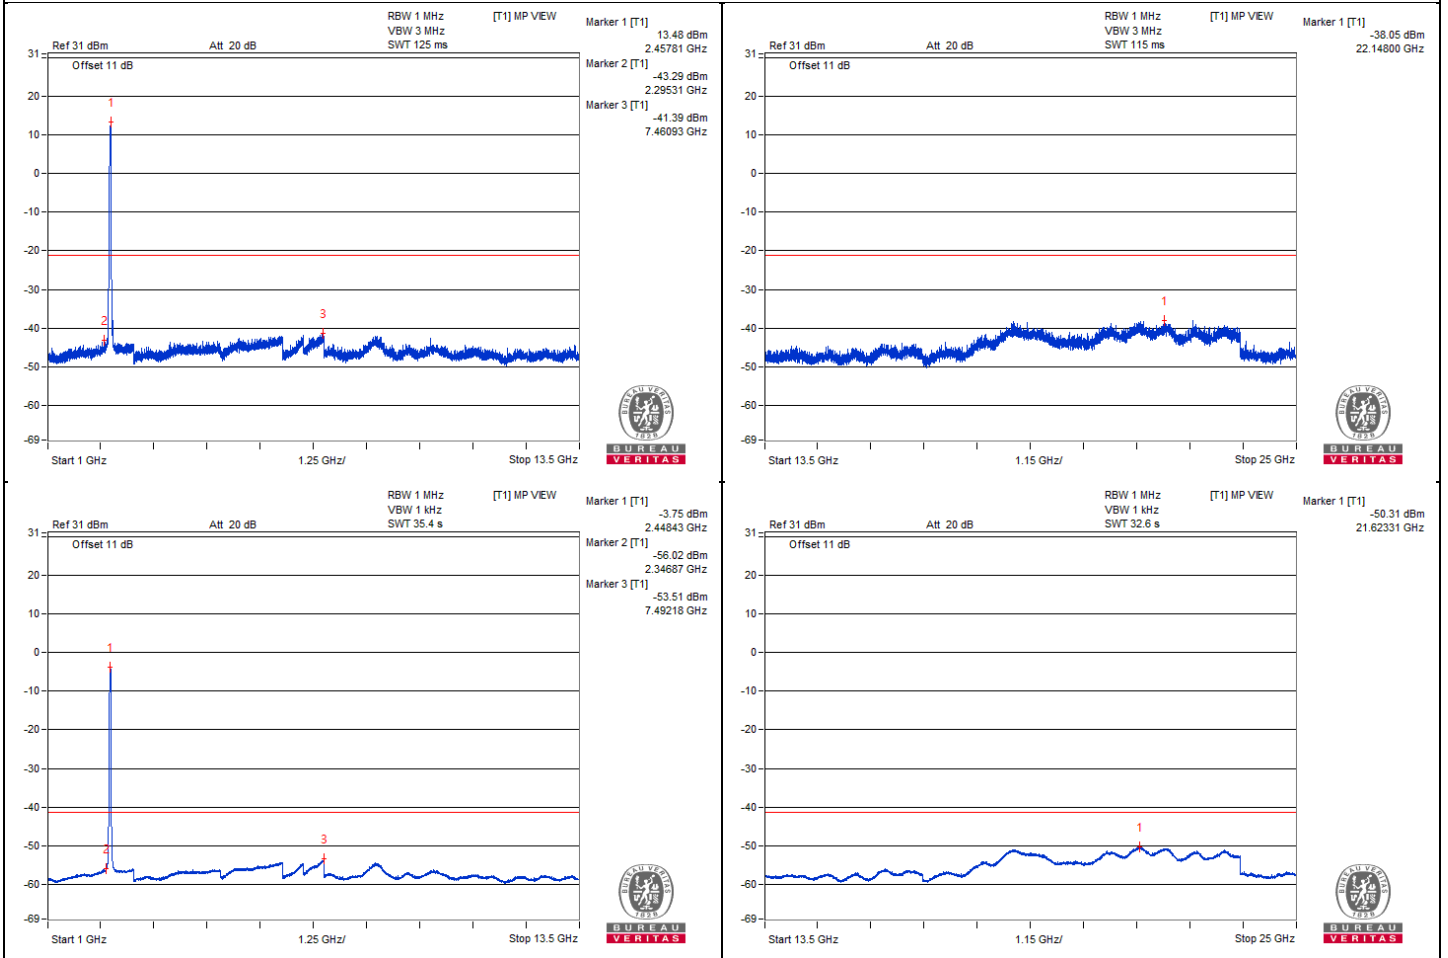 RBW 1 MHz
[T1] MP VIEW
VBW 3 MHz
Ref 31 dBm
Att 20 dB
SWT 125 ms
Marker 1 [T1]
13.48 dBm
2.45781 GHz
Marker 2 [T1]
-43.29 dBm
2.29531 GHz
Marker 3 [T1]
-41.39 dBm
7.46093 GHz
Offset 11 dB
31
20
10
0
-10
-20
-30
-40
-50
-60
-69
1
2
3
Start 1 GHz
1.25 GHz/
Stop 13.5 GHz
BUREAU VERITAS
1828
BUREAU
VERITAS
RBW 1 MHz
[T1] MP VIEW
VBW 3 MHz
Ref 31 dBm
Att 20 dB
SWT 115 ms
Marker 1 [T1]
-38.05 dBm
22.14800 GHz
Offset 11 dB
31
20
10
0
-10
-20
-30
-40
-50
-60
-69
1
Start 13.5 GHz
1.15 GHz/
Stop 25 GHz
BUREAU VERITAS
1828
BUREAU
VERITAS
RBW 1 MHz
[T1] MP VIEW
VBW 1 kHz
Ref 31 dBm
Att 20 dB
SWT 35.4 s
Marker 1 [T1]
-3.75 dBm
2.44843 GHz
Marker 2 [T1]
-56.02 dBm
2.34687 GHz
Marker 3 [T1]
-53.51 dBm
7.49218 GHz
Offset 11 dB
31
20
10
0
-10
-20
-30
-40
-50
-60
-69
1
2
3
Start 1 GHz
1.25 GHz/
Stop 13.5 GHz
BUREAU VERITAS
1828
BUREAU
VERITAS
RBW 1 MHz
[T1] MP VIEW
VBW 1 kHz
Ref 31 dBm
Att 20 dB
SWT 32.6 s
Marker 1 [T1]
-50.31 dBm
21.62331 GHz
Offset 11 dB
31
20
10
0
-10
-20
-30
-40
-50
-60
-69
1
Start 13.5 GHz
1.15 GHz/
Stop 25 GHz
BUREAU VERITAS
1828
BUREAU
VERITAS